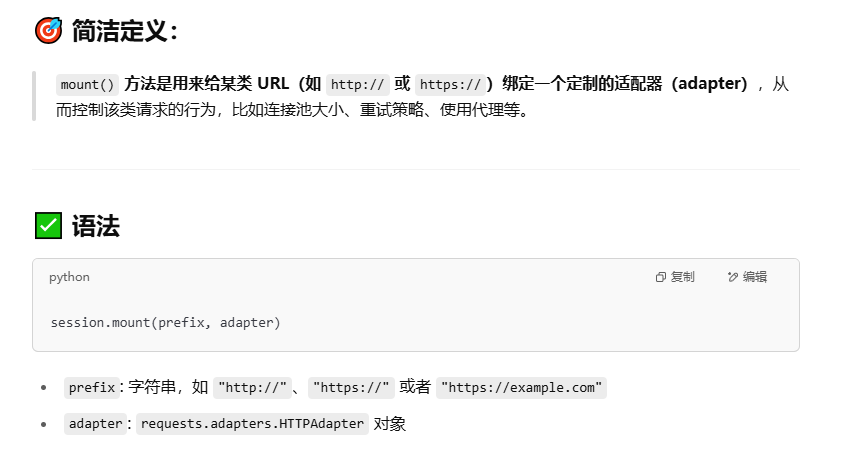 🎯 简洁定义：
mount() 方法是用来给某类 URL（如 http:// 或 https://）绑定一个定制的适配器（adapter），从
而控制该类请求的行为，比如连接池大小、重试策略、使用代理等。
✅ 语法
python 复制 编辑
session.mount(prefix, adapter)
• prefix：字符串，如 "http://"、"https://" 或者 "https://example.com"
• adapter：requests.adapters.HTTPAdapter 对象